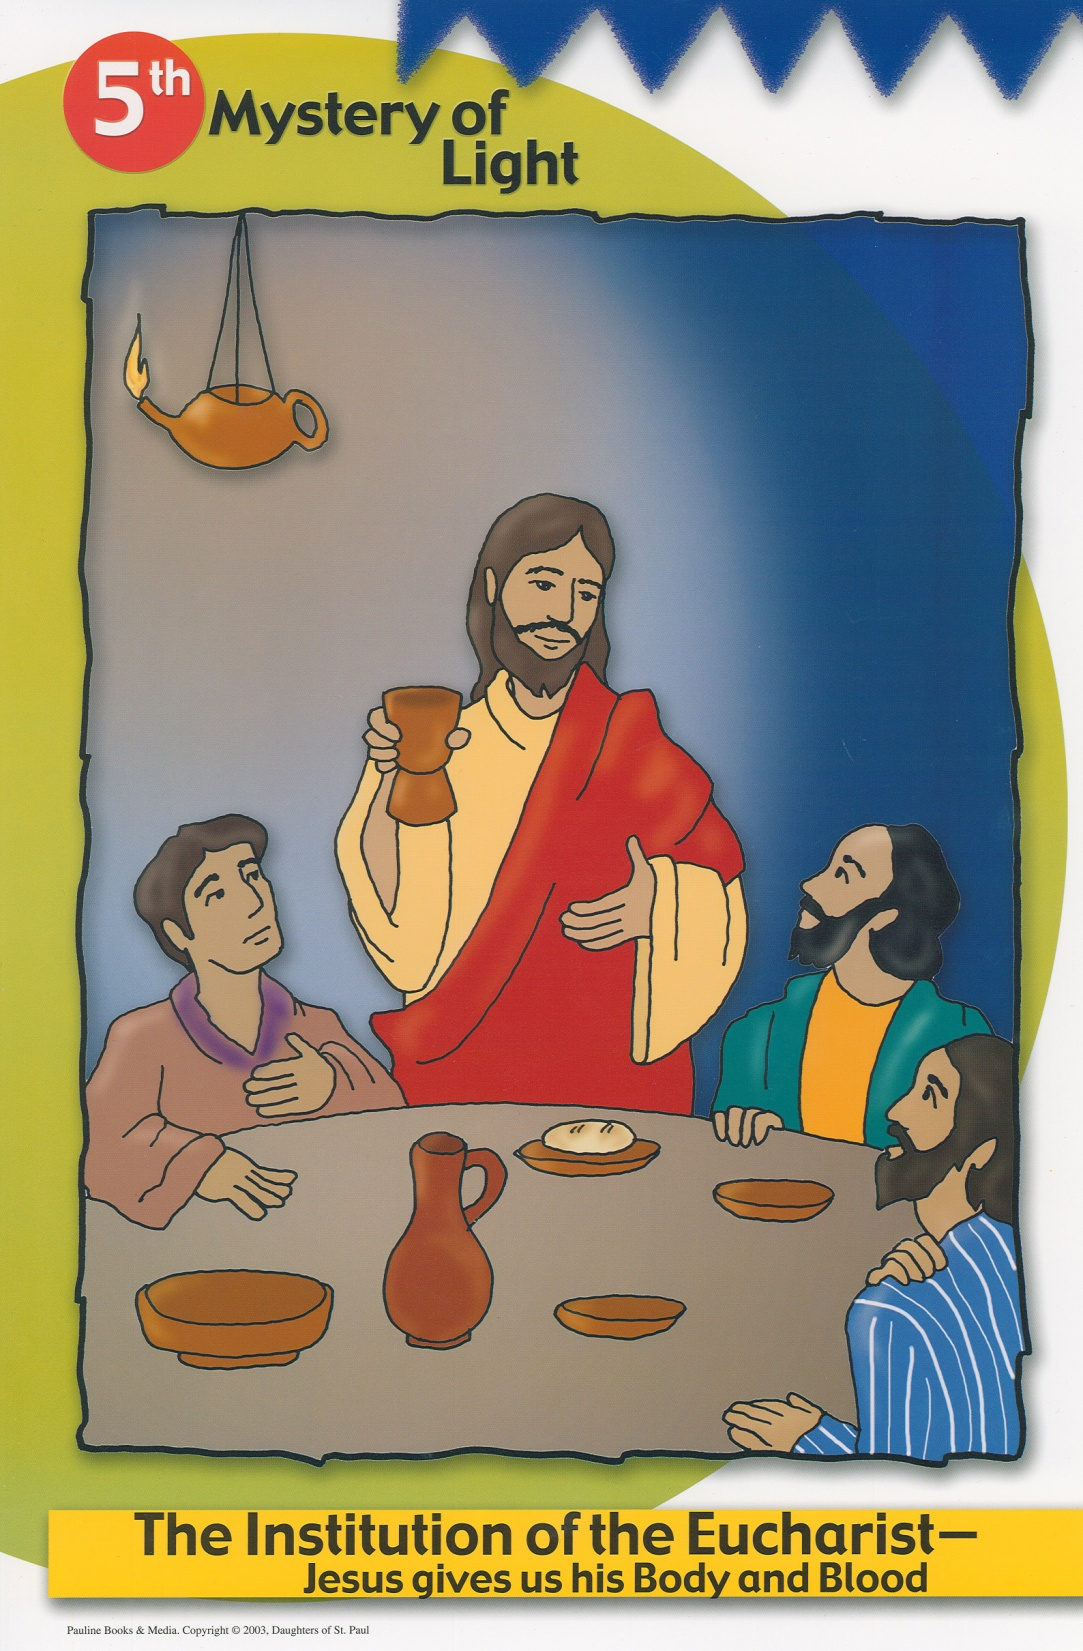 5th Mystery of
Light
The Institution of the Eucharist—
Jesus gives us his Body and Blood
Pauline Books & Media. Copyright © 2003, Daughters of St. Paul